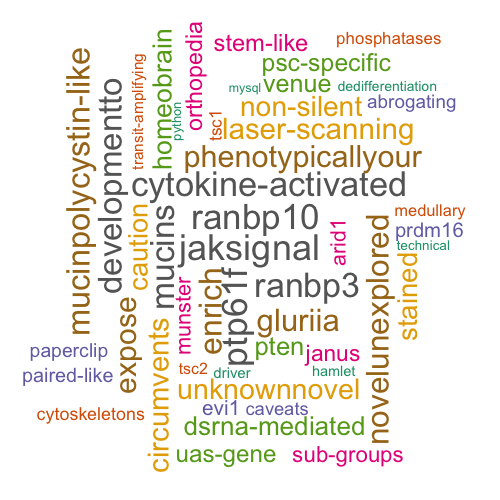 phosphatases
stem-like
orthopedia
homeobrain
psc-specific
mysql
venue
dedifferentiation
transit-amplifying
python
tsc1
non-silent
abrogating
mucinpolycystin-like
developmentto
laser-scanning
phenotypicallyyour
cytokine-activated
caution
mucins
ranbp10
medullary
arid1
prdm16
technical
jaksignal
novelunexplored
stained
expose
munster
enrich
ptp61f
ranbp3
gluriia
circumvents
pten
janus
paperclip
paired-like
tsc2
driver
hamlet
unknownnovel
cytoskeletons
evi1
caveats
dsrna-mediated
uas-gene
sub-groups